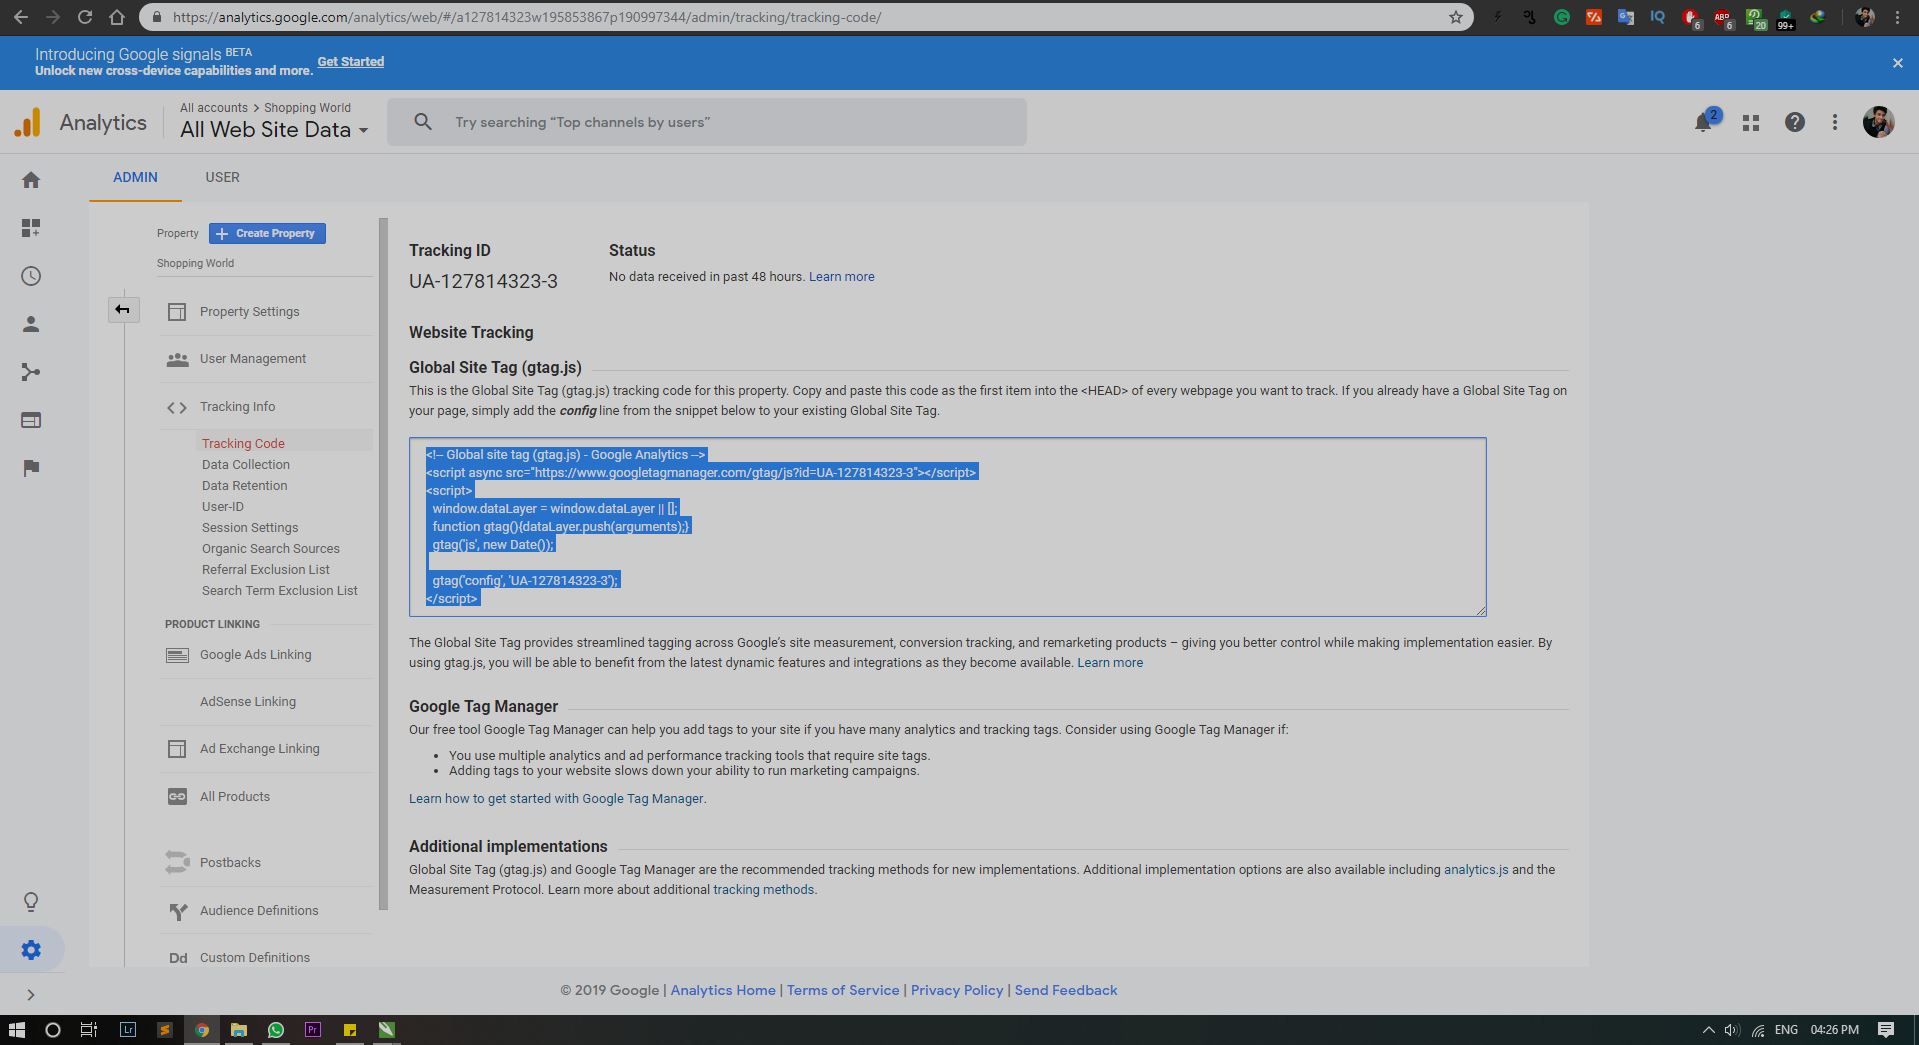 https://analytics.google.com/analytics/web/#/a127814323w195853867p190997344/admin/tracking/tracking-code/
IQ
6
ABP
6
20
99+
Introducing Google signals BETA
Unlock new cross-device capabilities and more.
Get Started
Analytics
All accounts > Shopping World
All Web Site Data
Try searching “Top channels by users”
2
ADMIN
USER
Property
Create Property
Shopping World
Property Settings
User Management
Tracking Info
Tracking Code
Data Collection
Data Retention
User-ID
Session Settings
Organic Search Sources
Referral Exclusion List
Search Term Exclusion List
PRODUCT LINKING
Google Ads Linking
AdSense Linking
Ad Exchange Linking
All Products
Postbacks
Audience Definitions
Dd Custom Definitions
Tracking ID
UA-127814323-3
Status
No data received in past 48 hours. Learn more
Website Tracking
Global Site Tag (gtag.js)
This is the Global Site Tag (gtag.js) tracking code for this property. Copy and paste this code as the first item into the <HEAD> of every webpage you want to track. If you already have a Global Site Tag on
your page, simply add the config line from the snippet below to your existing Global Site Tag.
<!-- Global site tag (gtag.js) - Google Analytics -->
<script async src="https://www.googletagmanager.com/gtag/js?id=UA-127814323-3"></script>
<script>
window.dataLayer = window.dataLayer || [];
function gtag(){dataLayer.push(arguments);}
gtag('js', new Date());
gtag('config', 'UA-127814323-3');
</script>
The Global Site Tag provides streamlined tagging across Google’s site measurement, conversion tracking, and remarketing products – giving you better control while making implementation easier. By
using gtag.js, you will be able to benefit from the latest dynamic features and integrations as they become available. Learn more
Google Tag Manager
Our free tool Google Tag Manager can help you add tags to your site if you have many analytics and tracking tags. Consider using Google Tag Manager if:
• You use multiple analytics and ad performance tracking tools that require site tags.
• Adding tags to your website slows down your ability to run marketing campaigns.
Learn how to get started with Google Tag Manager.
Additional implementations
Global Site Tag (gtag.js) and Google Tag Manager are the recommended tracking methods for new implementations. Additional implementation options are also available including analytics.js and the
Measurement Protocol. Learn more about additional tracking methods.
© 2019 Google | Analytics Home | Terms of Service | Privacy Policy | Send Feedback
Lr
Pr
ENG
04:26 PM